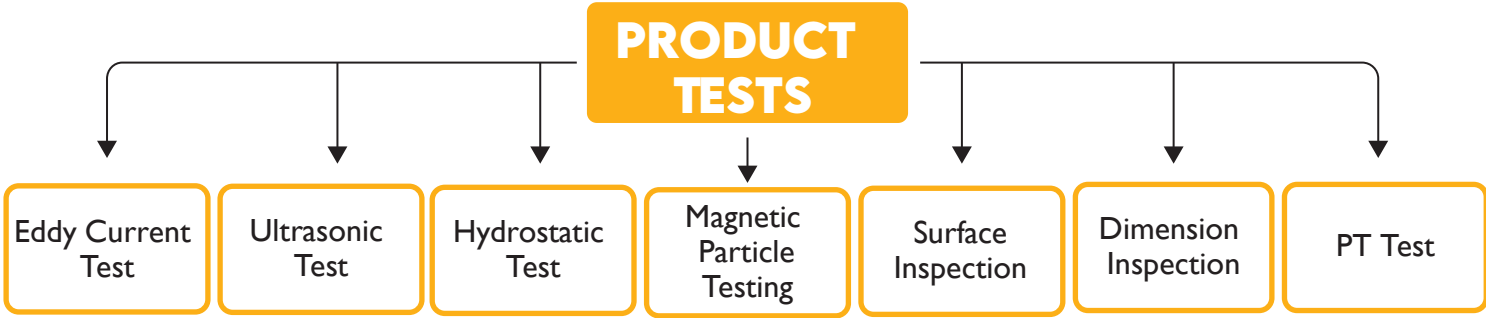 PRODUCT
TESTS
Eddy Current
Test
Ultrasonic
Test
Hydrostatic
Test
Magnetic
Particle
Testing
Surface
Inspection
Dimension
Inspection
PT Test